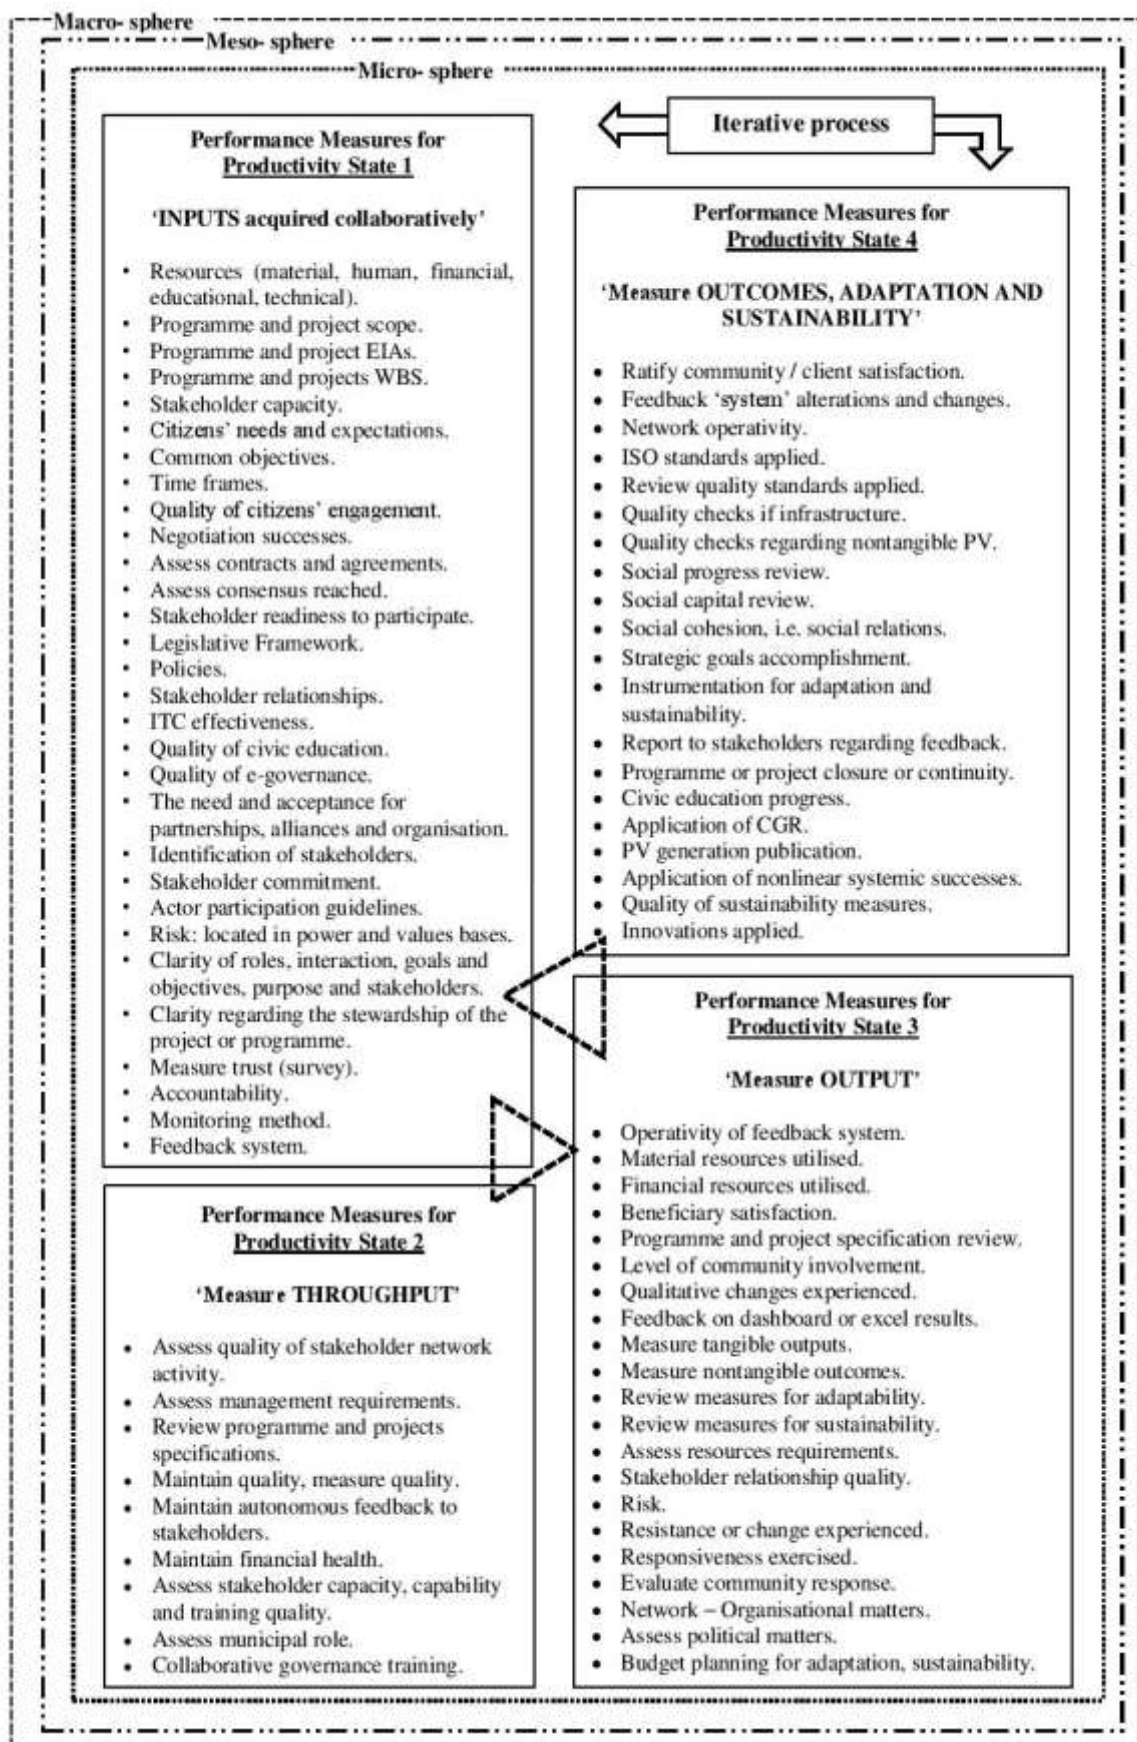 Macro- sphere
Meso- sphere
Micro- sphere
Iterative process
Performance Measures for
Productivity State 1
‘INPUTS acquired collaboratively’
• Resources (material, human, financial,
educational, technical).
• Programme and project scope.
• Programme and project EIAs.
• Programme and projects WBS.
• Stakeholder capacity.
• Citizens’ needs and expectations.
• Common objectives.
• Time frames.
• Quality of citizens’ engagement.
• Negotiation successes.
• Assess contracts and agreements.
• Assess consensus reached.
• Stakeholder readiness to participate.
• Legislative Framework.
• Policies.
• Stakeholder relationships.
• ITC effectiveness.
• Quality of civic education.
• Quality of e-governance.
• The need and acceptance for
partnerships, alliances and organisation.
• Identification of stakeholders.
• Stakeholder commitment.
• Actor participation guidelines.
• Risk: located in power and values bases.
• Clarity of roles, interaction, goals and
objectives, purpose and stakeholders.
• Clarity regarding the stewardship of the
project or programme.
• Measure trust (survey).
• Accountability.
• Monitoring method.
• Feedback system.
Performance Measures for
Productivity State 2
‘Measure THROUGHPUT’
• Assess quality of stakeholder network
activity.
• Assess management requirements.
• Review programme and projects
specifications.
• Maintain quality, measure quality.
• Maintain autonomous feedback to
stakeholders.
• Maintain financial health.
• Assess stakeholder capacity, capability
and training quality.
• Assess municipal role.
• Collaborative governance training.
Performance Measures for
Productivity State 4
‘Measure OUTCOMES, ADAPTATION AND
SUSTAINABILITY’
• Ratify community / client satisfaction.
• Feedback ‘system’ alterations and changes.
• Network operativity.
• ISO standards applied.
• Review quality standards applied.
• Quality checks if infrastructure.
• Quality checks regarding nontangible PV.
• Social progress review.
• Social capital review.
• Social cohesion, i.e. social relations.
• Strategic goals accomplishment.
• Instrumentation for adaptation and
sustainability.
• Report to stakeholders regarding feedback.
• Programme or project closure or continuity.
• Civic education progress.
• Application of CGR.
• PV generation publication.
• Application of nonlinear systemic successes.
• Quality of sustainability measures.
• Innovations applied.
Performance Measures for
Productivity State 3
‘Measure OUTPUT’
• Operativity of feedback system.
• Material resources utilised.
• Financial resources utilised.
• Beneficiary satisfaction.
• Programme and project specification review.
• Level of community involvement.
• Qualitative changes experienced.
• Feedback on dashboard or excel results.
• Measure tangible outputs.
• Measure nontangible outcomes.
• Review measures for adaptability.
• Review measures for sustainability.
• Assess resources requirements.
• Stakeholder relationship quality.
• Risk.
• Resistance or change experienced.
• Responsiveness exercised.
• Evaluate community response.
• Network – Organisational matters.
• Assess political matters.
• Budget planning for adaptation, sustainability.